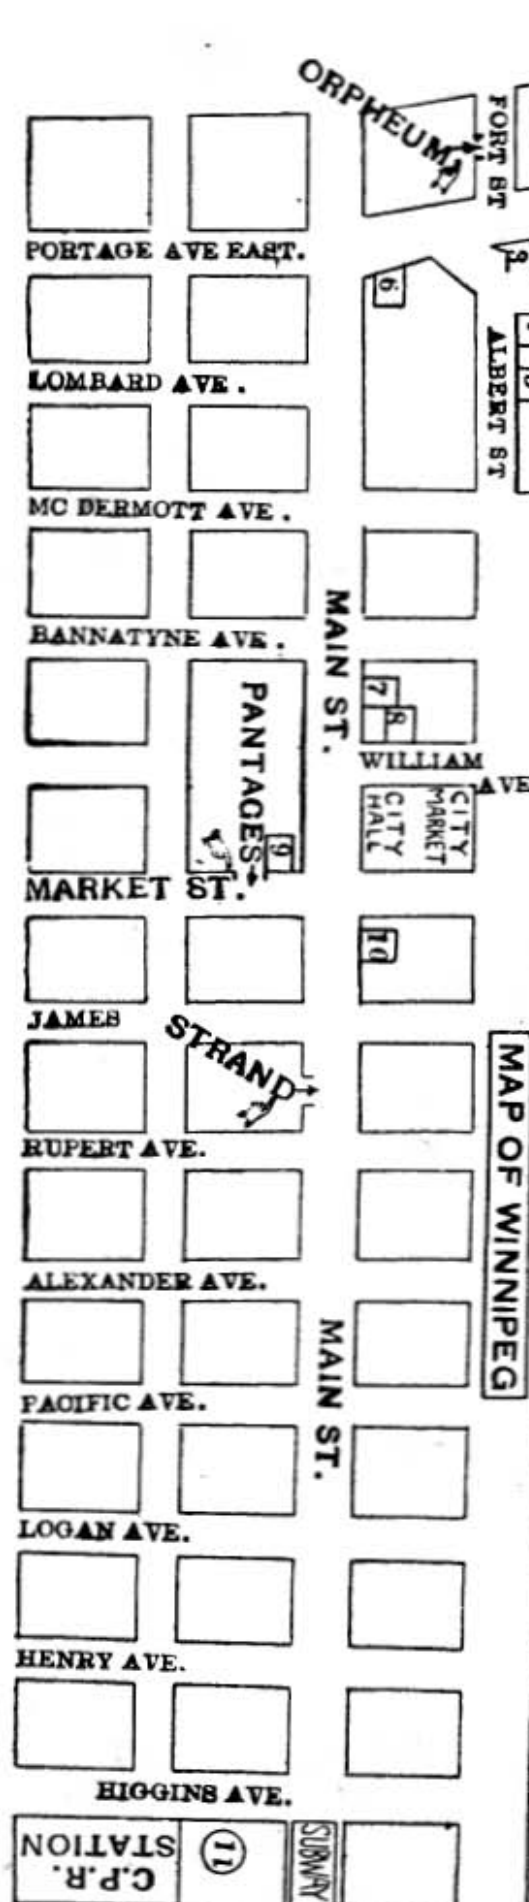 ORPHEUM
FORT ST
PORTAGE AVE EAST.
6
LOMBARD AVE.
ALBERT ST
MC DERMOTT AVE.
MAIN ST.
BANNATYNE AVE.
PANTAGES
7
8
WILLIAM
AVE
CITY
MARKET
CITY
HALL
9
MARKET ST.
10
JAMES
STRAND
MAP OF WINNIPEG
RUPERT AVE.
ALEXANDER AVE.
MAIN ST.
PACIFIC AVE.
LOGAN AVE.
HENRY AVE.
HIGGINS AVE.
C.P.R.
STATION
11
SUBWAY